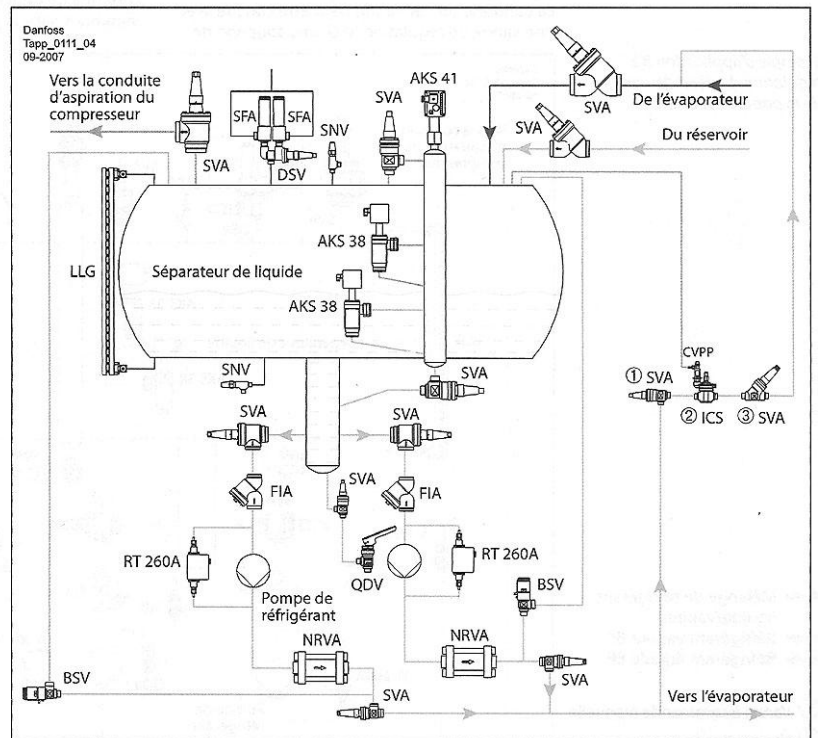 Danfoss
Tapp_0111_04
09-2007
Vers la conduite
d'aspiration du
compresseur
SVA
SFA
SFA
DSV
SNV
SVA
AKS 41
SVA
De l'évaporateur
SVA
Du réservoir
LLG
Séparateur de liquide
AKS 38
AKS 38
SNV
SVA
CVPP
① SVA
② ICS
③ SVA
SVA
SVA
FIA
SVA
FIA
RT 260A
QDV
RT 260A
BSV
Pompe de
réfrigérant
NRVA
NRVA
SVA
BSV
SVA
Vers l'évaporateur